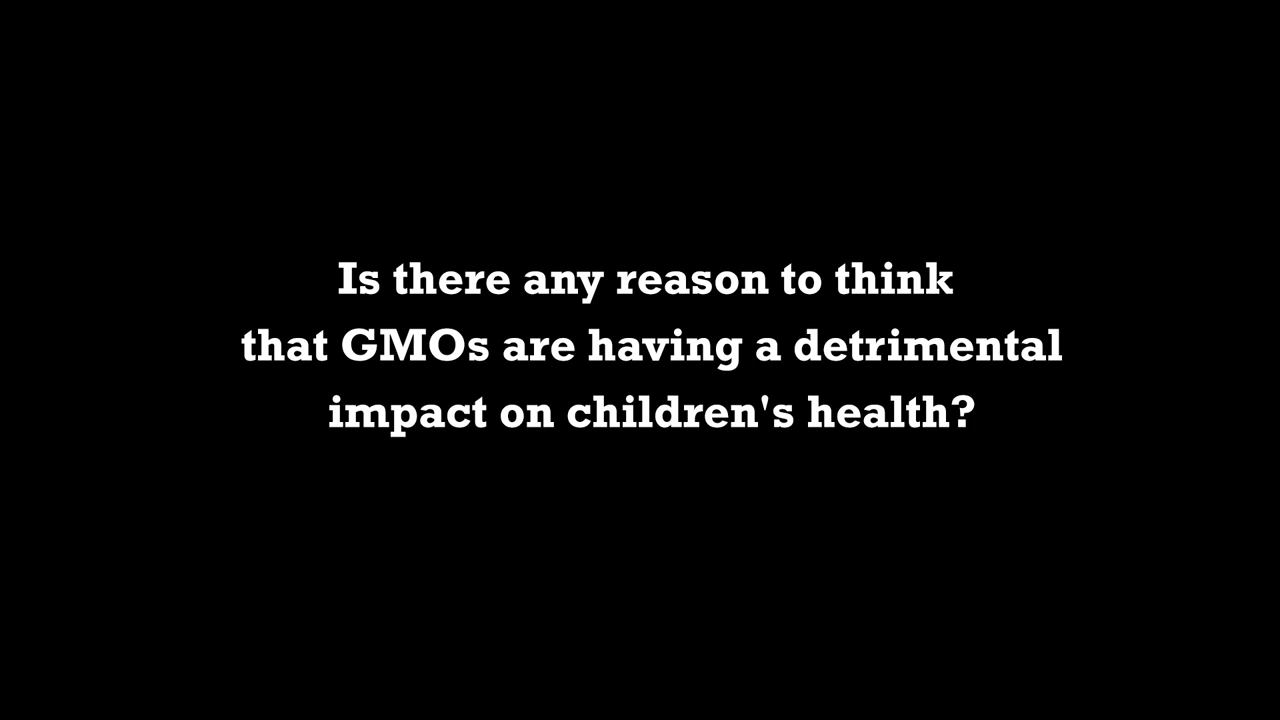 Is there any reason to think
that GMOs are having a detrimental
impact on children's health?